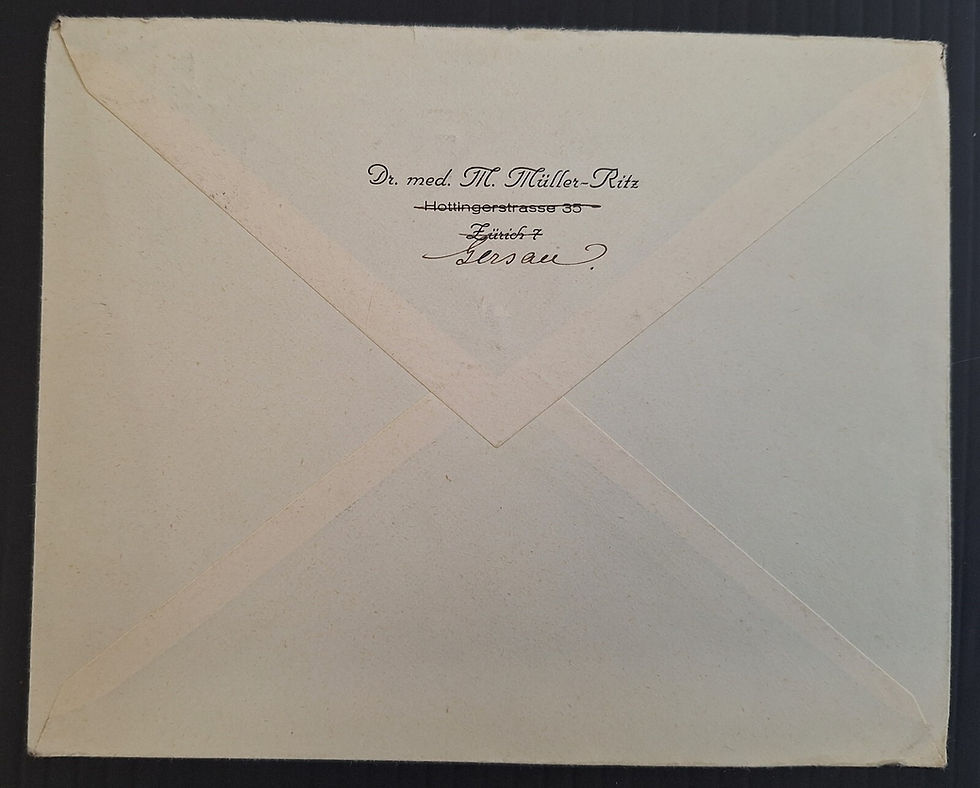 Dr. med. M. Müller-Ritz
Hottingerstrasse 35
Zürich 7
Gersau.